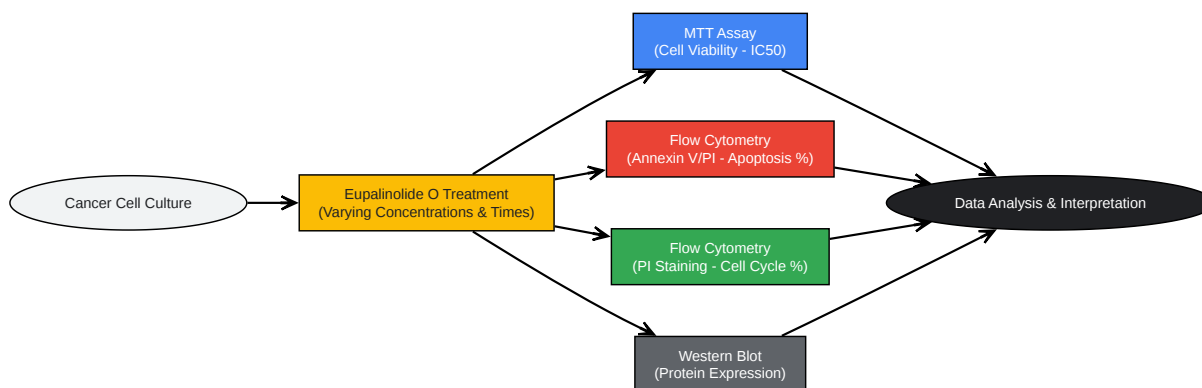 Cancer Cell Culture
Eupalinolide O Treatment
(Varying Concentrations & Times)
MTT Assay
(Cell Viability - IC50)
Flow Cytometry
(Annexin V/PI - Apoptosis %)
Flow Cytometry
(PI Staining - Cell Cycle %)
Western Blot
(Protein Expression)
Data Analysis & Interpretation